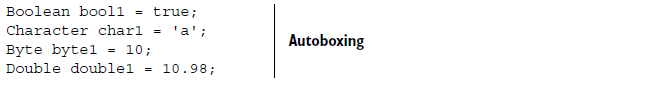 Boolean bool1 = true;
Character char1 = 'a';
Byte byte1 = 10;
Double double1 = 10.98;
Autoboxing